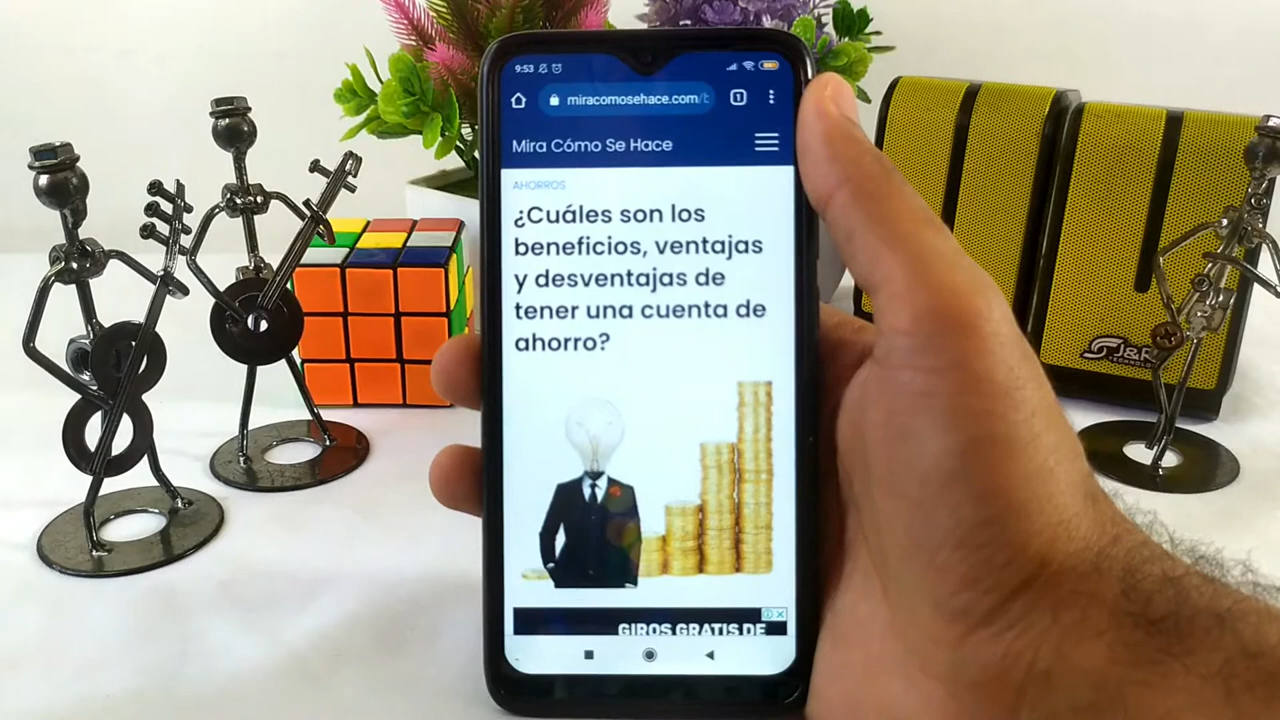 9:53
miracomosehace.com/b
1
Mira Cómo Se Hace
AHORROS
¿Cuáles son los
beneficios, ventajas
y desventajas de
tener una cuenta de
ahorro?
GIROS GRATIS DE
J&R
TECHNOLOGY